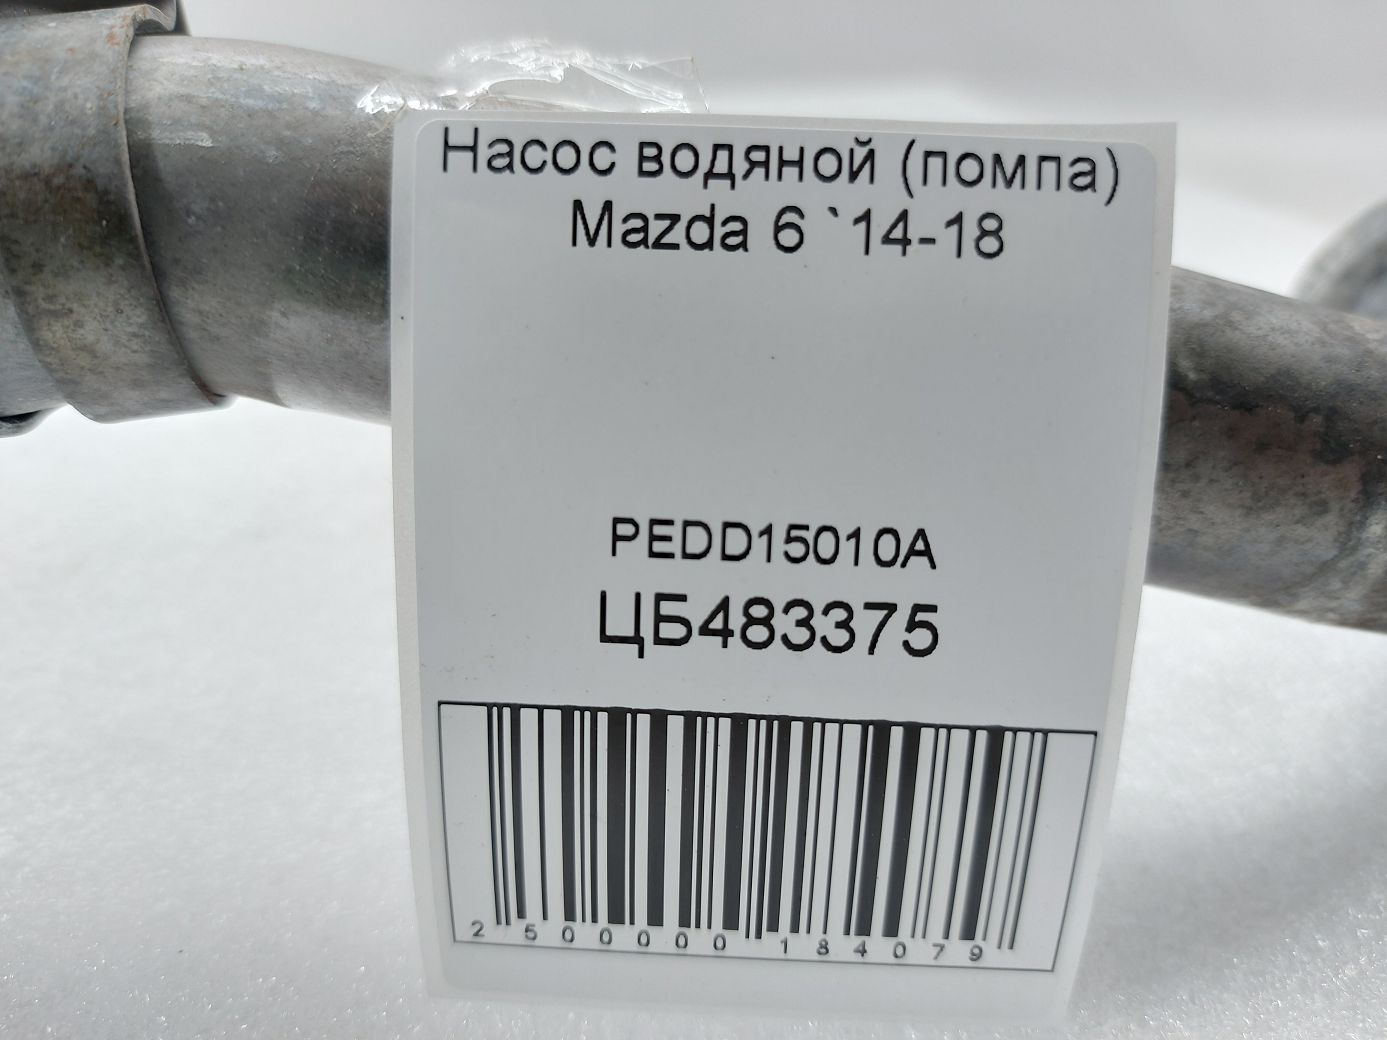 Насос водяной (помпа)
Mazda 6 `14-18
PEDD15010A
ЦБ483375
2 500000 184079